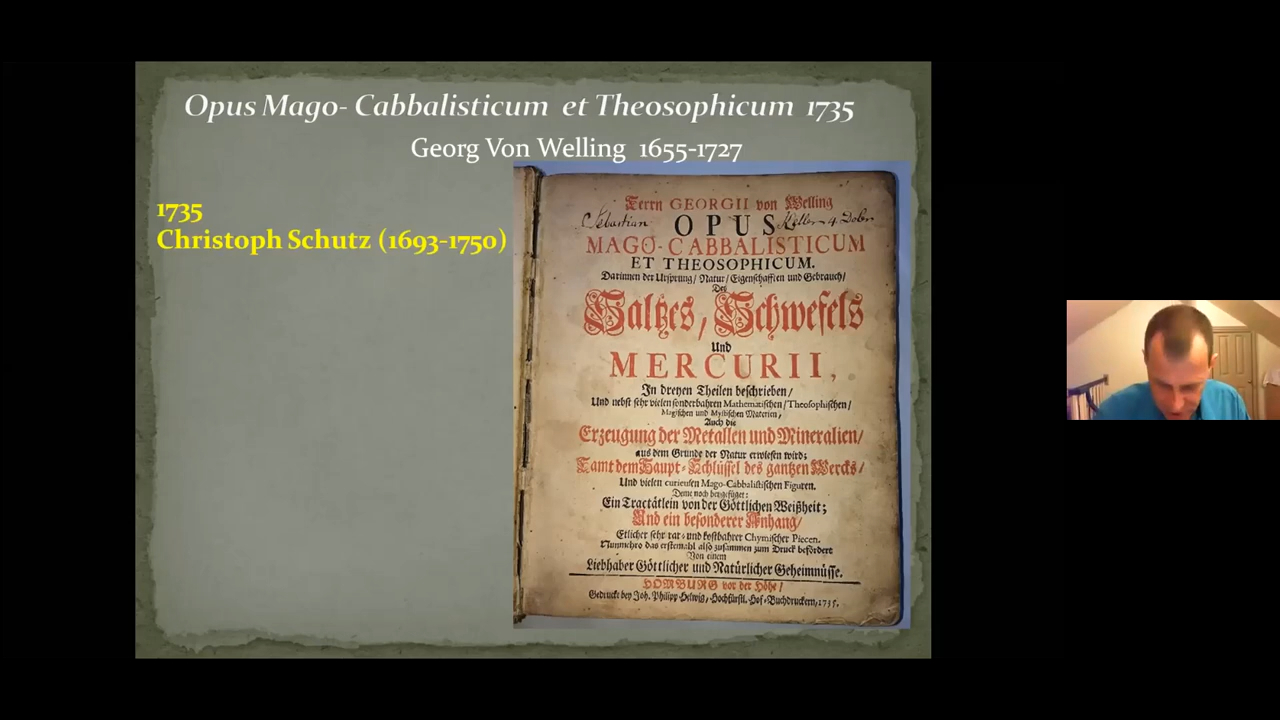 Opus Mago- Cabbalisticum et Theosophicum 1735
Georg Von Welling 1655-1727
1735
Christoph Schutz (1693-1750)
Herrn GEORGII von Welling
Sebastian
OPUS
MAGO-CABBALISTICUM
ET THEOSOPHICUM.
Darinnen der Ursprung/ Natur/ Eigenschafften und Gebrauch/
Des
Saltzes, Schwefels
Und
MERCURII,
In dreyen Theilen beschrieben/
Und nebst sehr vielen sonderbahren Mathematischen/ Theosophischen/
Magischen und Mystischen Materien,
Auch die
Erzeugung der Metallen und Mineralien/
aus dem Grunde der Natur erwiesen wird;
Samt dem Haupt-Schlüssel des gantzen Wercks/
Und vielen curieusen Mago-Cabbalistischen Figuren.
Deme noch beygefüget:
Ein Tractätlein von der Göttlichen Weißheit;
Und ein besonderer Anhang/
Etlicher sehr rar- und kostbahrer Chymischer Piecen.
Nunmehro das erstemahl also zusammen zum Druck befördert
Von einem
Liebhaber Göttlicher und Natürlicher Geheimnüsse.
HOMBURG vor der Höhe/
Gedruckt bey Joh. Philipp Helwig, Hochfürstl. Hof-Buchdruckern, 1735.